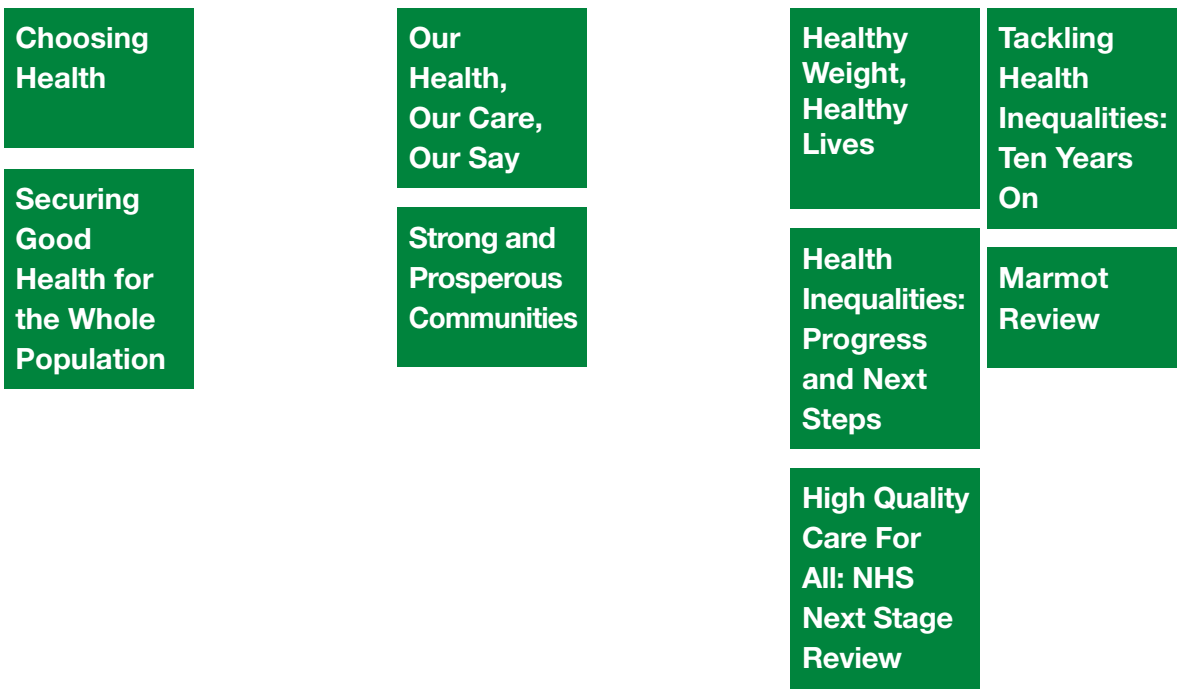 Choosing
Health
Securing
Good
Health for
the Whole
Population
Our
Health,
Our Care,
Our Say
Strong and
Prosperous
Communities
Healthy
Weight,
Healthy
Lives
Health
Inequalities:
Progress
and Next
Steps
High Quality
Care For
All: NHS
Next Stage
Review
Tackling
Health
Inequalities:
Ten Years
On
Marmot
Review